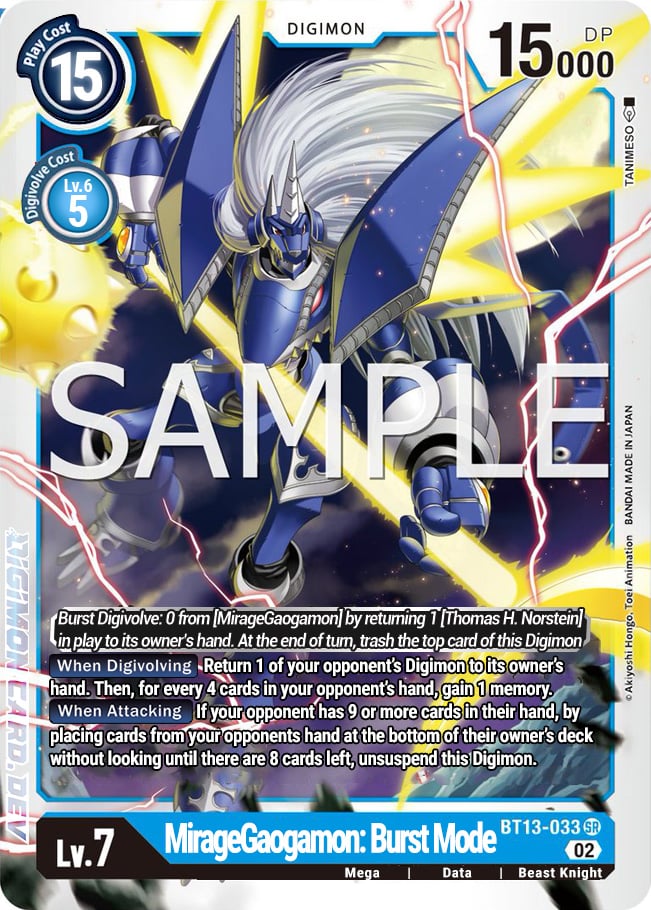 Play Cost
15
DIGIMON
15000
DP
Digivolve Cost
Lv.6
5
TANIMESO
SAMPLE
© Akiyoshi Hongo, Toei Animation BANDAI MADE IN JAPAN
DIGIMONCARD.DEV
Burst Digivolve: 0 from [MirageGaogamon] by returning 1 [Thomas H. Norstein]
in play to its owner's hand. At the end of turn, trash the top card of this Digimon
When Digivolving Return 1 of your opponent's Digimon to its owner's
hand. Then, for every 4 cards in your opponent's hand, gain 1 memory.
When Attacking If your opponent has 9 or more cards in their hand, by
placing cards from your opponents hand at the bottom of their owner's deck
without looking until there are 8 cards left, unsuspend this Digimon.
Lv.7
MirageGaogamon: Burst Mode
BT13-033 SR
02
Mega | Data | Beast Knight